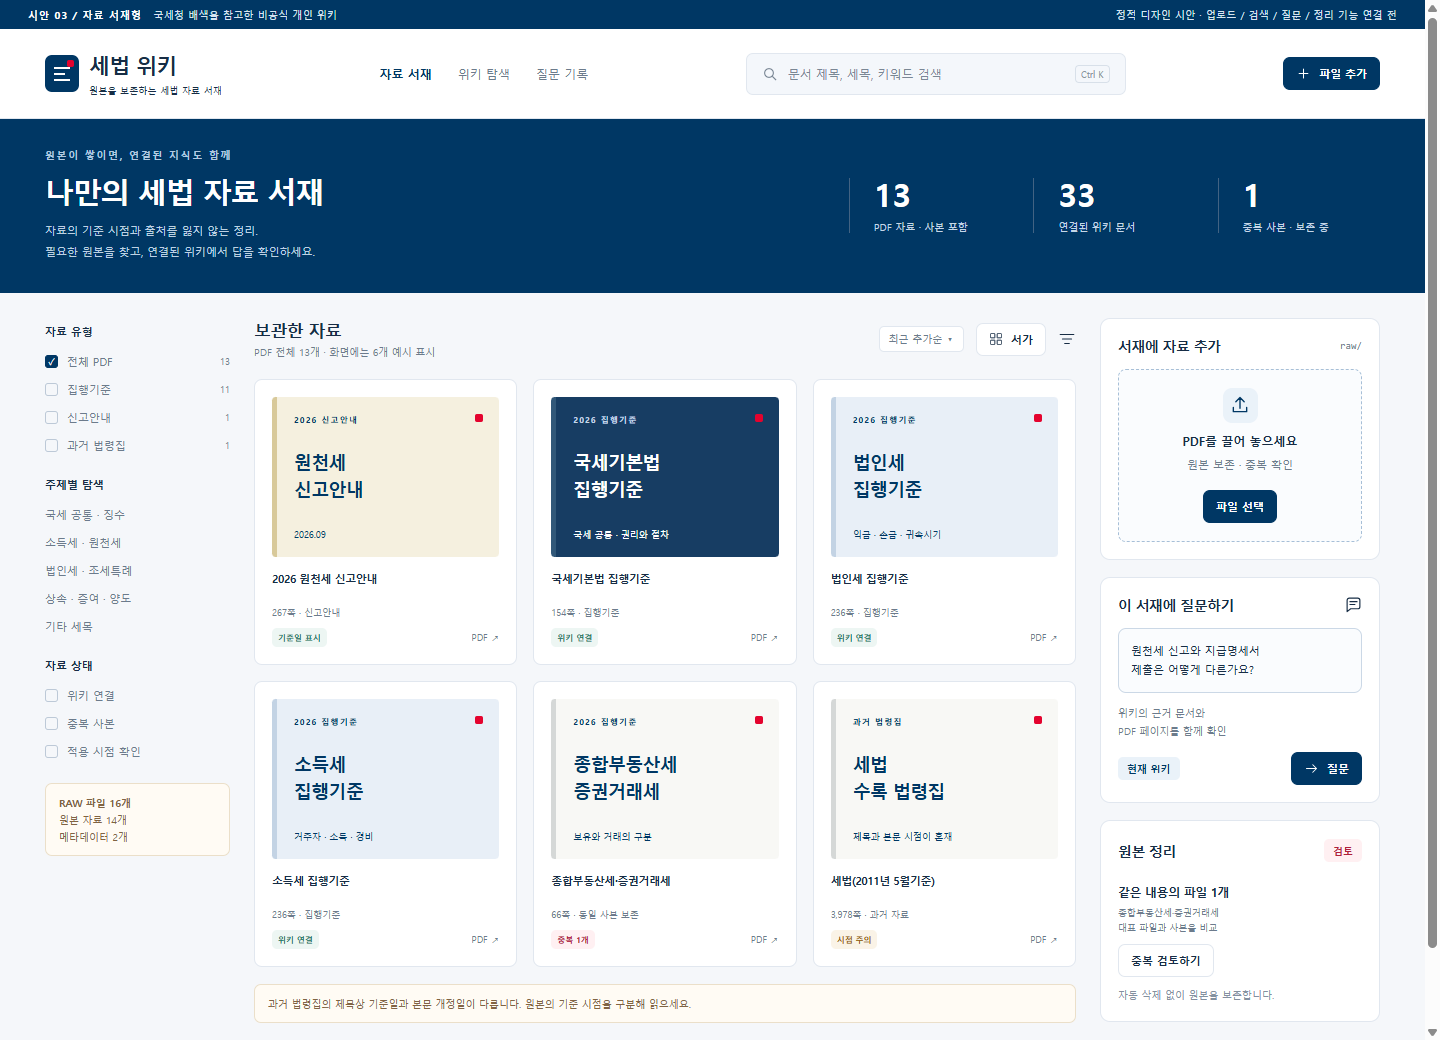 시안 03 / 자료 서재형 국세청 배색을 참고한 비공식 개인 위키
정적 디자인 시안 · 업로드 / 검색 / 질문 / 정리 기능 연결 전
세법 위키
원본을 보존하는 세법 자료 서재
자료 서재
위키 탐색
질문 기록
문서 제목, 세목, 키워드 검색
Ctrl K
파일 추가
원본이 쌓이면, 연결된 지식도 함께
나만의 세법 자료 서재
자료의 기준 시점과 출처를 잃지 않는 정리.
필요한 원본을 찾고, 연결된 위키에서 답을 확인하세요.
13
PDF 자료 · 사본 포함
33
연결된 위키 문서
1
중복 사본 · 보존 중
자료 유형
전체 PDF 13
집행기준 11
신고안내 1
과거 법령집 1
주제별 탐색
국세 공통 · 징수
소득세 · 원천세
법인세 · 조세특례
상속 · 증여 · 양도
기타 세목
자료 상태
위키 연결
중복 사본
적용 시점 확인
RAW 파일 16개
원본 자료 14개
메타데이터 2개
보관한 자료
PDF 전체 13개 · 화면에는 6개 예시 표시
최근 추가순
서가
2026 신고안내
원천세
신고안내
2026.09
2026 원천세 신고안내
267쪽 · 신고안내
기준일 표시
PDF ↗
2026 집행기준
국세기본법
집행기준
국세 공통 · 권리와 절차
국세기본법 집행기준
154쪽 · 집행기준
위키 연결
PDF ↗
2026 집행기준
법인세
집행기준
익금 · 손금 · 귀속시기
법인세 집행기준
236쪽 · 집행기준
위키 연결
PDF ↗
2026 집행기준
소득세
집행기준
거주자 · 소득 · 경비
소득세 집행기준
236쪽 · 집행기준
위키 연결
PDF ↗
2026 집행기준
종합부동산세
증권거래세
보유와 거래의 구분
종합부동산세·증권거래세
66쪽 · 동일 사본 보존
중복 1개
PDF ↗
과거 법령집
세법
수록 법령집
제목과 본문 시점이 혼재
세법(2011년 5월기준)
3,978쪽 · 과거 자료
시점 주의
PDF ↗
과거 법령집의 제목상 기준일과 본문 개정일이 다릅니다. 원본의 기준 시점을 구분해 읽으세요.
서재에 자료 추가
raw/
PDF를 끌어 놓으세요
원본 보존 · 중복 확인
파일 선택
이 서재에 질문하기
원천세 신고와 지급명세서
제출은 어떻게 다른가요?
위키의 근거 문서와
PDF 페이지를 함께 확인
현재 위키
질문
원본 정리
검토
같은 내용의 파일 1개
종합부동산세·증권거래세
대표 파일과 사본을 비교
중복 검토하기
자동 삭제 없이 원본을 보존합니다.